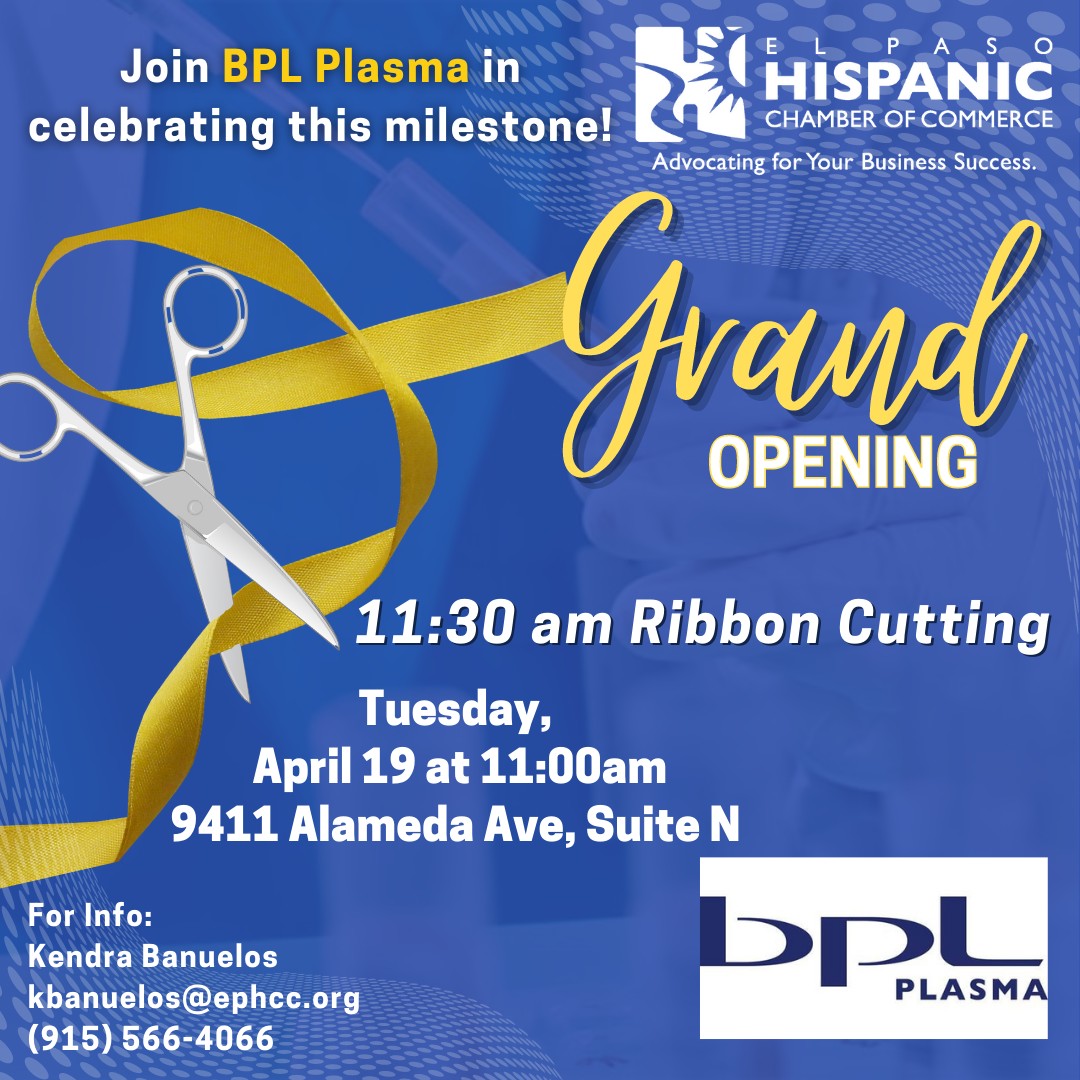 Join BPL Plasma in
celebrating this milestone!
EL PASO
HISPANIC
CHAMBER OF COMMERCE
Advocating for Your Business Success.
Grand
OPENING
11:30 am Ribbon Cutting
Tuesday,
April 19 at 11:00am
9411 Alameda Ave, Suite N
For Info:
Kendra Banuelos
kbanuelos@ephcc.org
(915) 566-4066
bpl
PLASMA